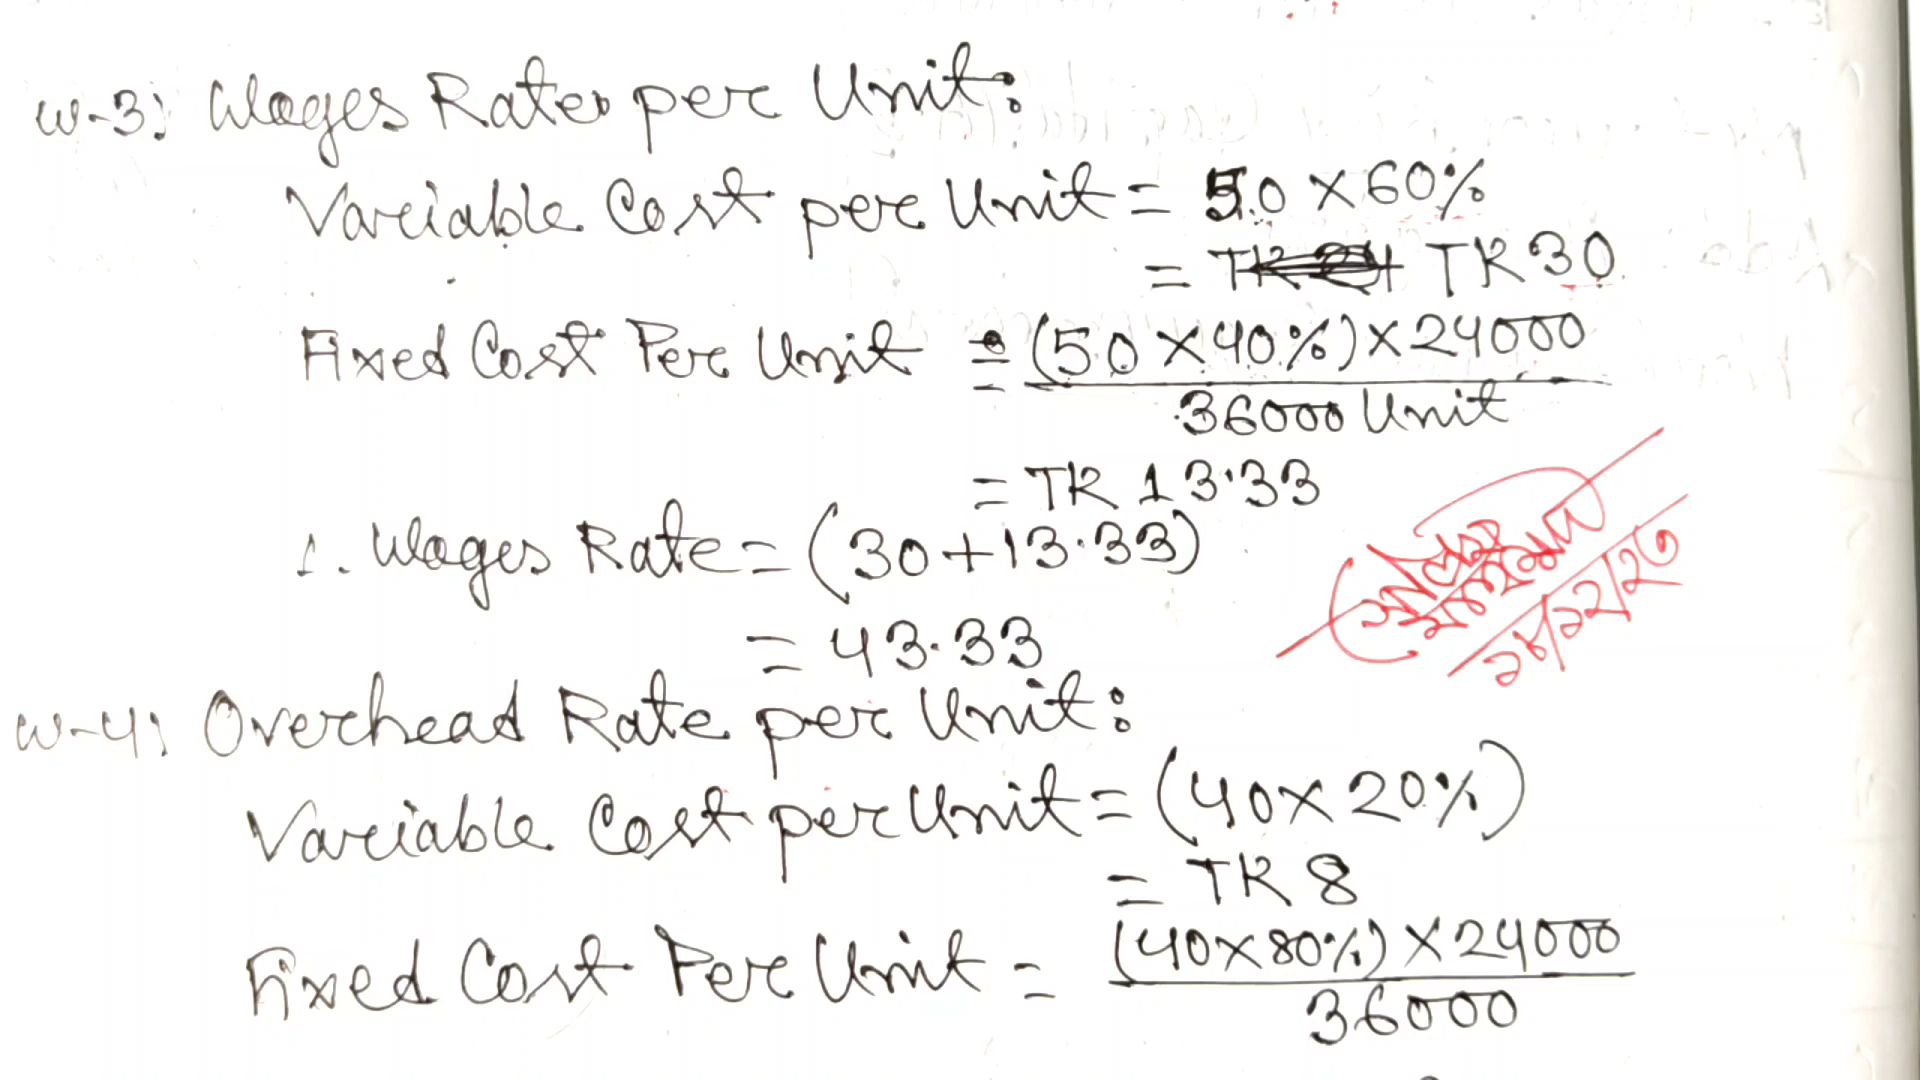 w-3: Wages Rates per Unit:
Variable Cost per Unit = 50 × 60%
= TK 30
Fixed Cost Per Unit = (50 × 40%) × 24000
36000 Unit
= TK 13.33
∴ Wages Rate = (30 + 13.33)
= 43.33
w-4: Overhead Rate per Unit:
Variable Cost per Unit = (40 × 20%)
= TK 8
Fixed Cost Per Unit = (40 × 80%) × 24000
36000